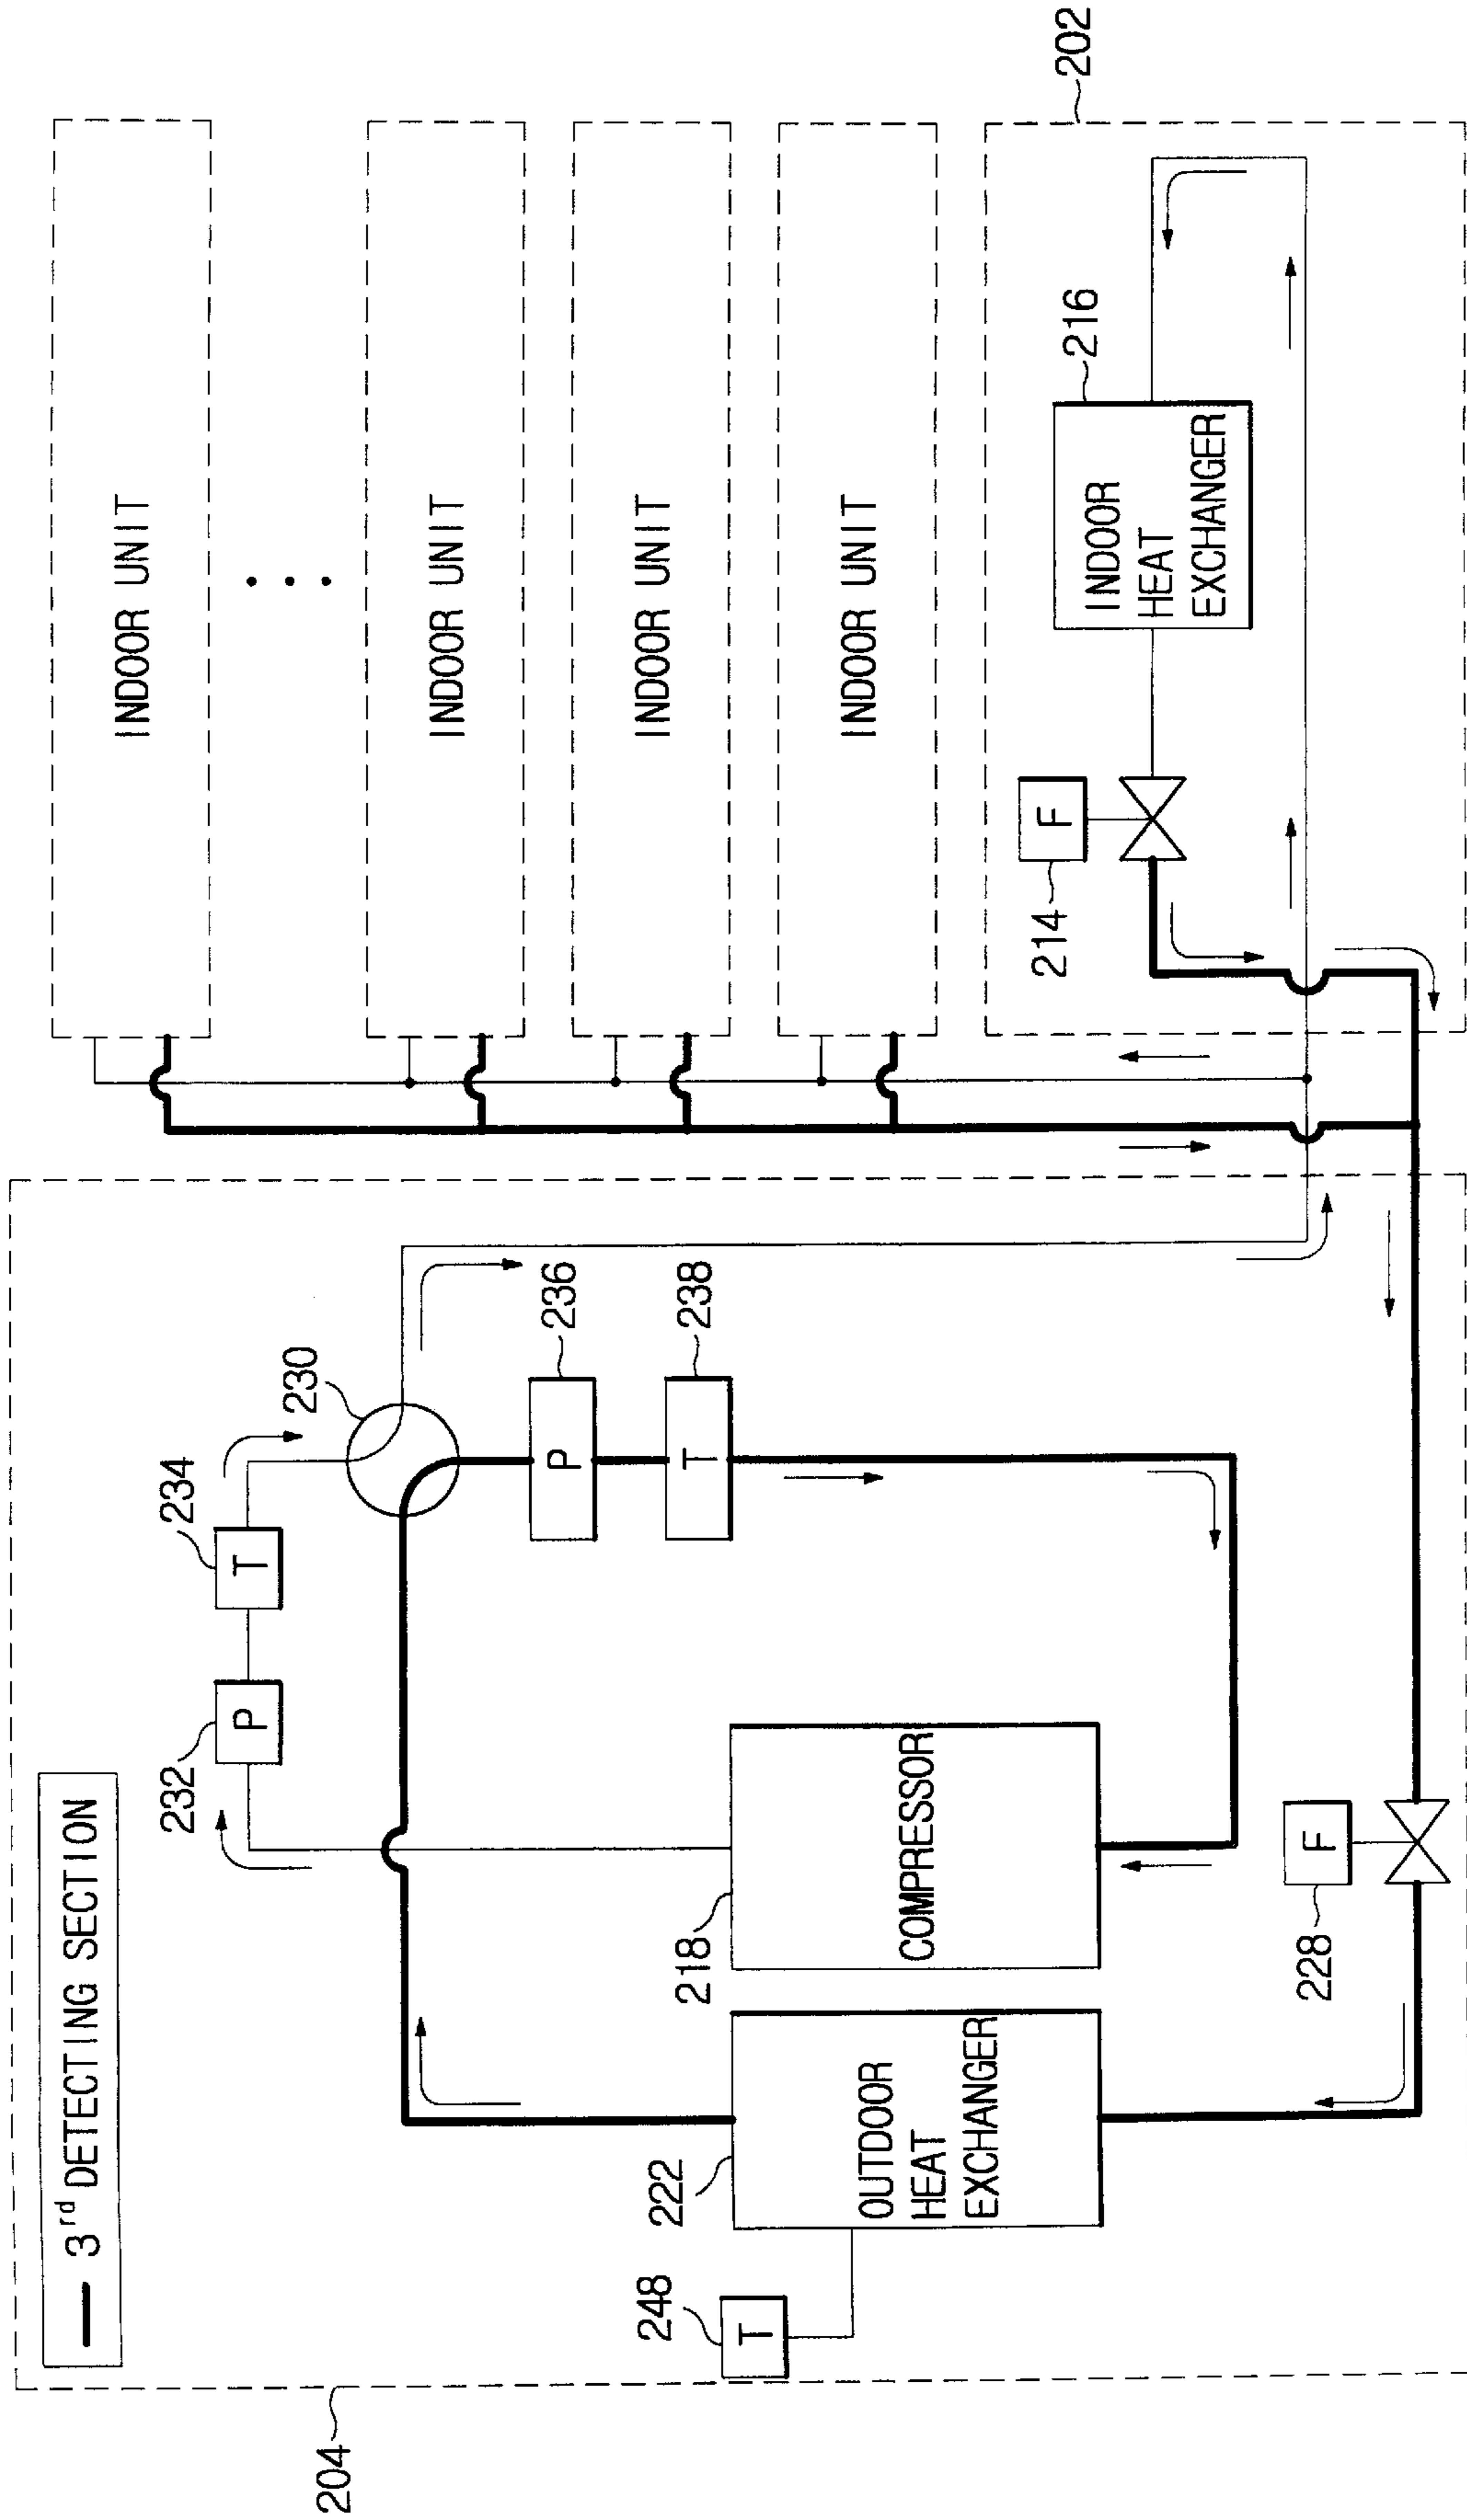 3rd DETECTING SECTION
204
232
P
234
T
230
236
P
238
T
218
COMPRESSOR
222
OUTDOOR
HEAT
EXCHANGER
248
T
228
F
INDOOR UNIT
INDOOR UNIT
INDOOR UNIT
INDOOR UNIT
202
214
F
216
INDOOR
HEAT
EXCHANGER